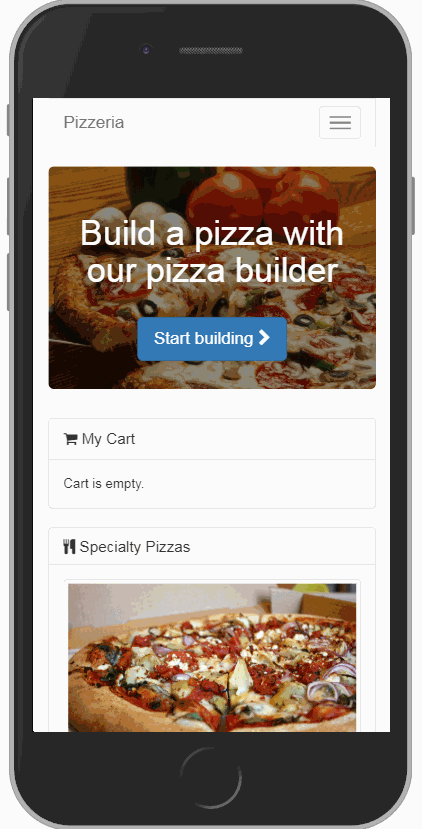 Pizzeria
Build a pizza with
our pizza builder
Start building
My Cart
Cart is empty.
Specialty Pizzas